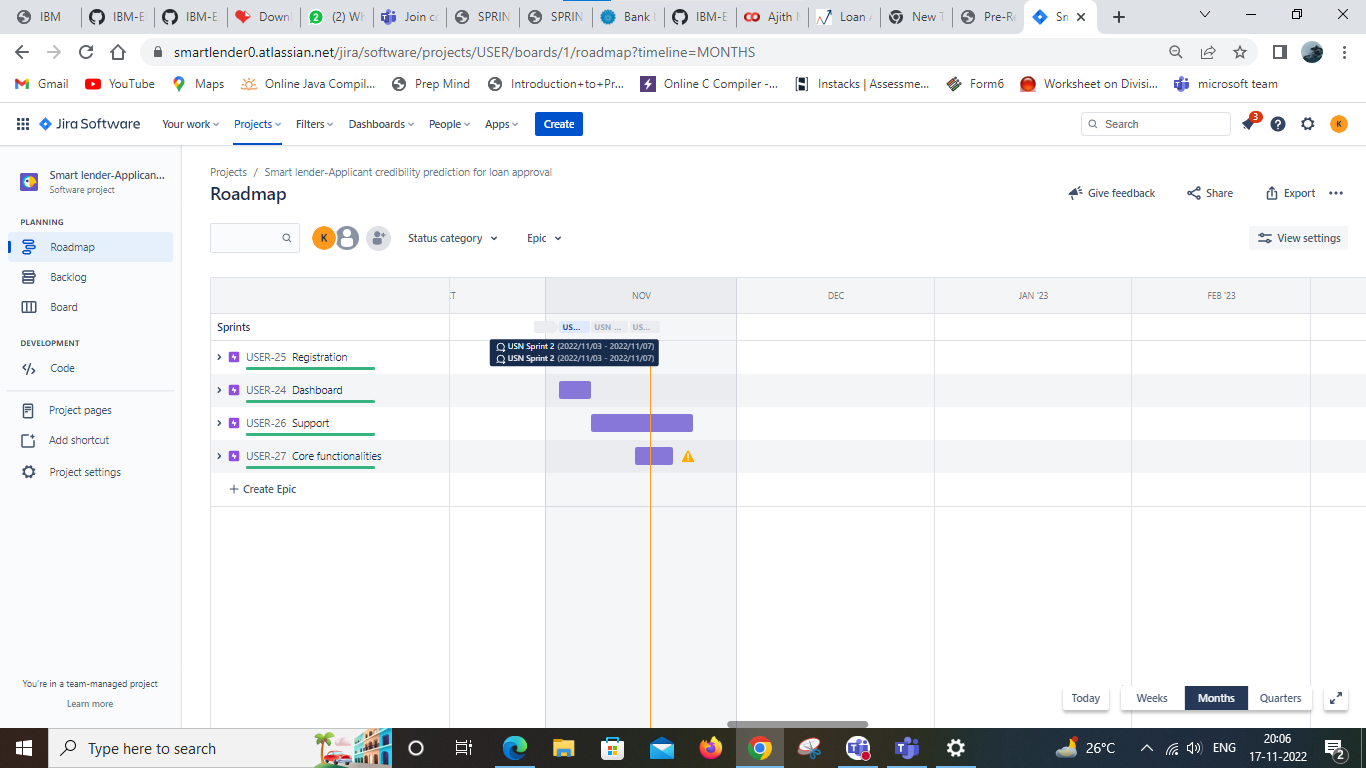 IBM IBM-E IBM-E Downl (2) Wh Join co SPRIN SPRIN Bank L IBM-E Ajith M Loan A New T Pre-Re Sm
smartlender0.atlassian.net/jira/software/projects/USER/boards/1/roadmap?timeline=MONTHS
Gmail YouTube Maps Online Java Compil... Prep Mind Introduction+to+Pr... Online C Compiler -... Instacks | Assessme... Form6 Worksheet on Divisi... microsoft team
Jira Software Your work Projects Filters Dashboards People Apps Create Search 3 K
Smart lender-Applican...
Software project
PLANNING
Roadmap
Backlog
Board
DEVELOPMENT
Code
Project pages
Add shortcut
Project settings
You're in a team-managed project
Learn more
Projects / Smart lender-Applicant credibility prediction for loan approval
Roadmap
Give feedback Share Export
K Status category Epic View settings
NOV DEC JAN '23 FEB '23
Sprints US... USN ... US...
USN Sprint 2 (2022/11/03 - 2022/11/07)
USN Sprint 2 (2022/11/03 - 2022/11/07)
USER-25 Registration
USER-24 Dashboard
USER-26 Support
USER-27 Core functionalities
+ Create Epic
Today Weeks Months Quarters
Type here to search 26°C ENG 20:06
17-11-2022 2